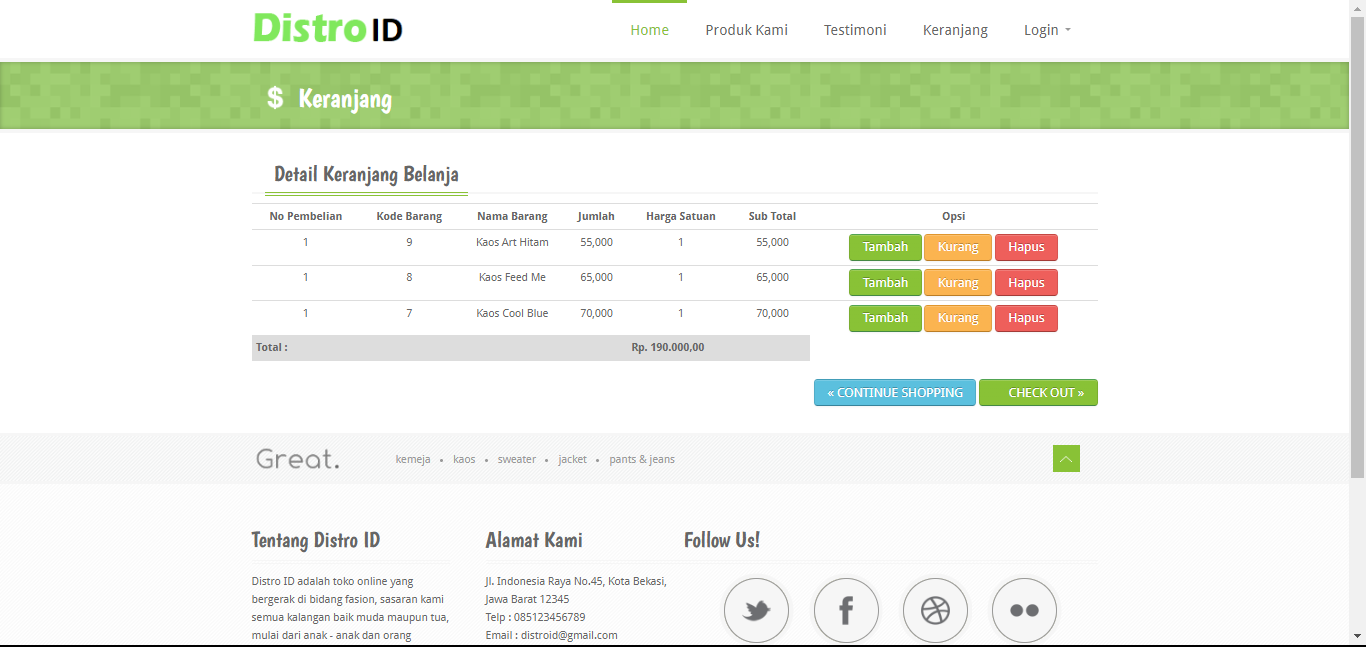 Distro ID
Home Produk Kami Testimoni Keranjang Login
$ Keranjang
Detail Keranjang Belanja
No Pembelian Kode Barang Nama Barang Jumlah Harga Satuan Sub Total Opsi
1 9 Kaos Art Hitam 55,000 1 55,000 Tambah Kurang Hapus
1 8 Kaos Feed Me 65,000 1 65,000 Tambah Kurang Hapus
1 7 Kaos Cool Blue 70,000 1 70,000 Tambah Kurang Hapus
Total : Rp. 190.000,00
« CONTINUE SHOPPING CHECK OUT »
Great. kemeja • kaos • sweater • jacket • pants & jeans
Tentang Distro ID
Distro ID adalah toko online yang
bergerak di bidang fasion, sasaran kami
semua kalangan baik muda maupun tua,
mulai dari anak - anak dan orang
Alamat Kami
Jl. Indonesia Raya No.45, Kota Bekasi,
Jawa Barat 12345
Telp : 085123456789
Email : distroid@gmail.com
Follow Us!